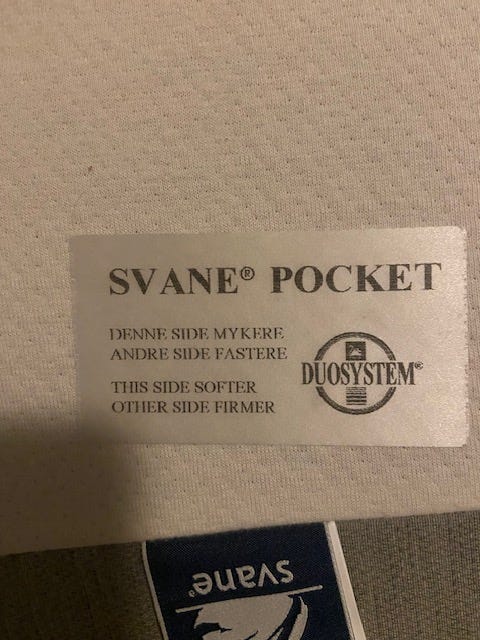 SVANE® POCKET
DENNE SIDE MYKERE
ANDRE SIDE FASTERE
THIS SIDE SOFTER
OTHER SIDE FIRMER
DUOSYSTEM®
svane®